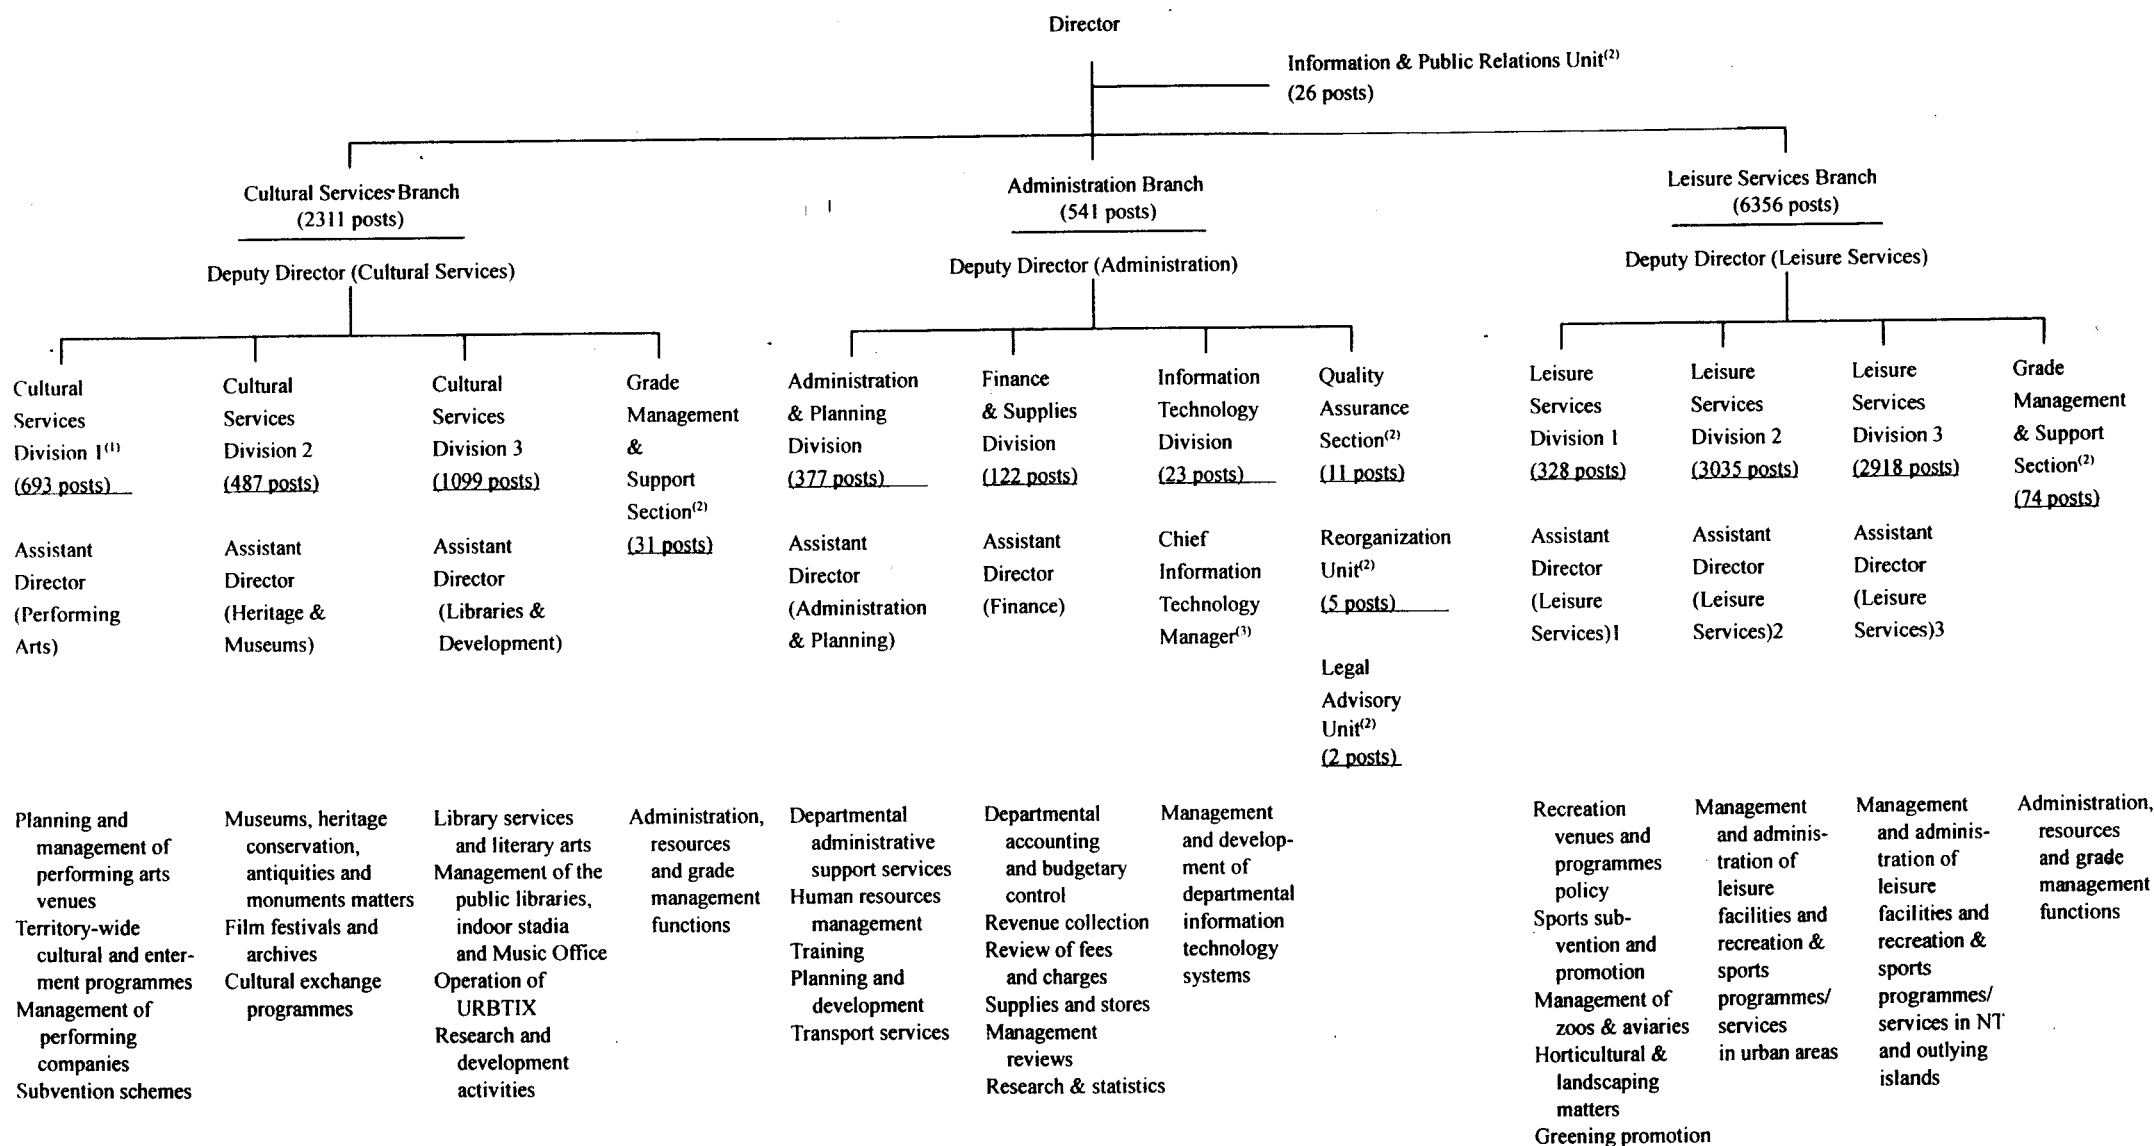 Director
Information & Public Relations Unit(2)
(26 posts)
Cultural Services Branch
(2311 posts)
Deputy Director (Cultural Services)
Administration Branch
(541 posts)
Deputy Director (Administration)
Leisure Services Branch
(6356 posts)
Deputy Director (Leisure Services)
Cultural
Services
Division 1(1)
(693 posts)
Assistant
Director
(Performing
Arts)
Cultural
Services
Division 2
(487 posts)
Assistant
Director
(Heritage &
Museums)
Cultural
Services
Division 3
(1099 posts)
Assistant
Director
(Libraries &
Development)
Grade
Management
&
Support
Section(2)
(31 posts)
Administration
& Planning
Division
(377 posts)
Assistant
Director
(Administration
& Planning)
Finance
& Supplies
Division
(122 posts)
Assistant
Director
(Finance)
Information
Technology
Division
(23 posts)
Chief
Information
Technology
Manager(3)
Quality
Assurance
Section(2)
(11 posts)
Reorganization
Unit(2)
(5 posts)
Legal
Advisory
Unit(2)
(2 posts)
Leisure
Services
Division 1
(328 posts)
Assistant
Director
(Leisure
Services)1
Leisure
Services
Division 2
(3035 posts)
Assistant
Director
(Leisure
Services)2
Leisure
Services
Division 3
(2918 posts)
Assistant
Director
(Leisure
Services)3
Grade
Management
& Support
Section(2)
(74 posts)
Planning and
management of
performing arts
venues
Territory-wide
cultural and enter-
ment programmes
Management of
performing
companies
Subvention schemes
Museums, heritage
conservation,
antiquities and
monuments matters
Film festivals and
archives
Cultural exchange
programmes
Library services
and literary arts
Management of the
public libraries,
indoor stadia
and Music Office
Operation of
URBTIX
Research and
development
activities
Administration,
resources
and grade
management
functions
Departmental
administrative
support services
Human resources
management
Training
Planning and
development
Transport services
Departmental
accounting
and budgetary
control
Revenue collection
Review of fees
and charges
Supplies and stores
Management
reviews
Research & statistics
Management
and develop-
ment of
departmental
information
technology
systems
Recreation
venues and
programmes
policy
Sports sub-
vention and
promotion
Management of
zoos & aviaries
Horticultural &
landscaping
matters
Greening promotion
Management
and adminis-
tration of
leisure
facilities and
recreation &
sports
programmes/
services
in urban areas
Management
and adminis-
tration of
leisure
facilities and
recreation &
sports
programmes/
services in NT
and outlying
islands
Administration,
resources
and grade
management
functions